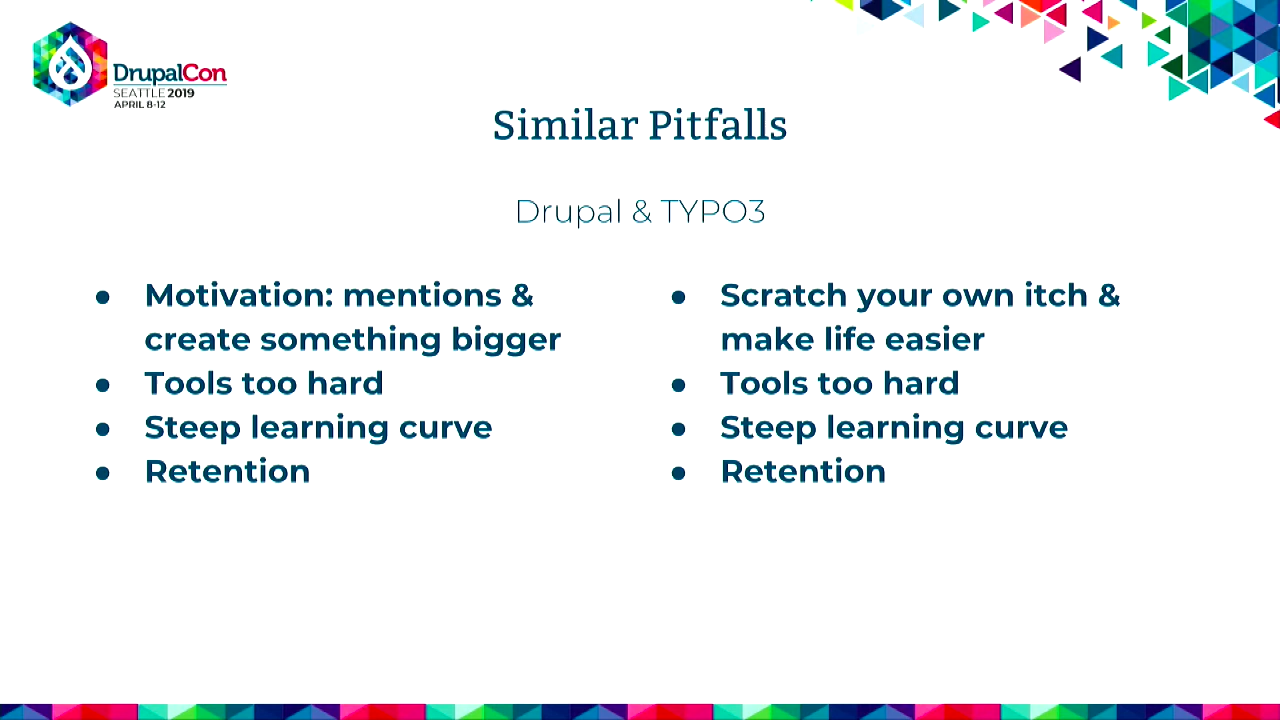 DrupalCon
SEATTLE 2019
APRIL 8-12
Similar Pitfalls
Drupal & TYPO3
● Motivation: mentions &
create something bigger
● Tools too hard
● Steep learning curve
● Retention
● Scratch your own itch &
make life easier
● Tools too hard
● Steep learning curve
● Retention